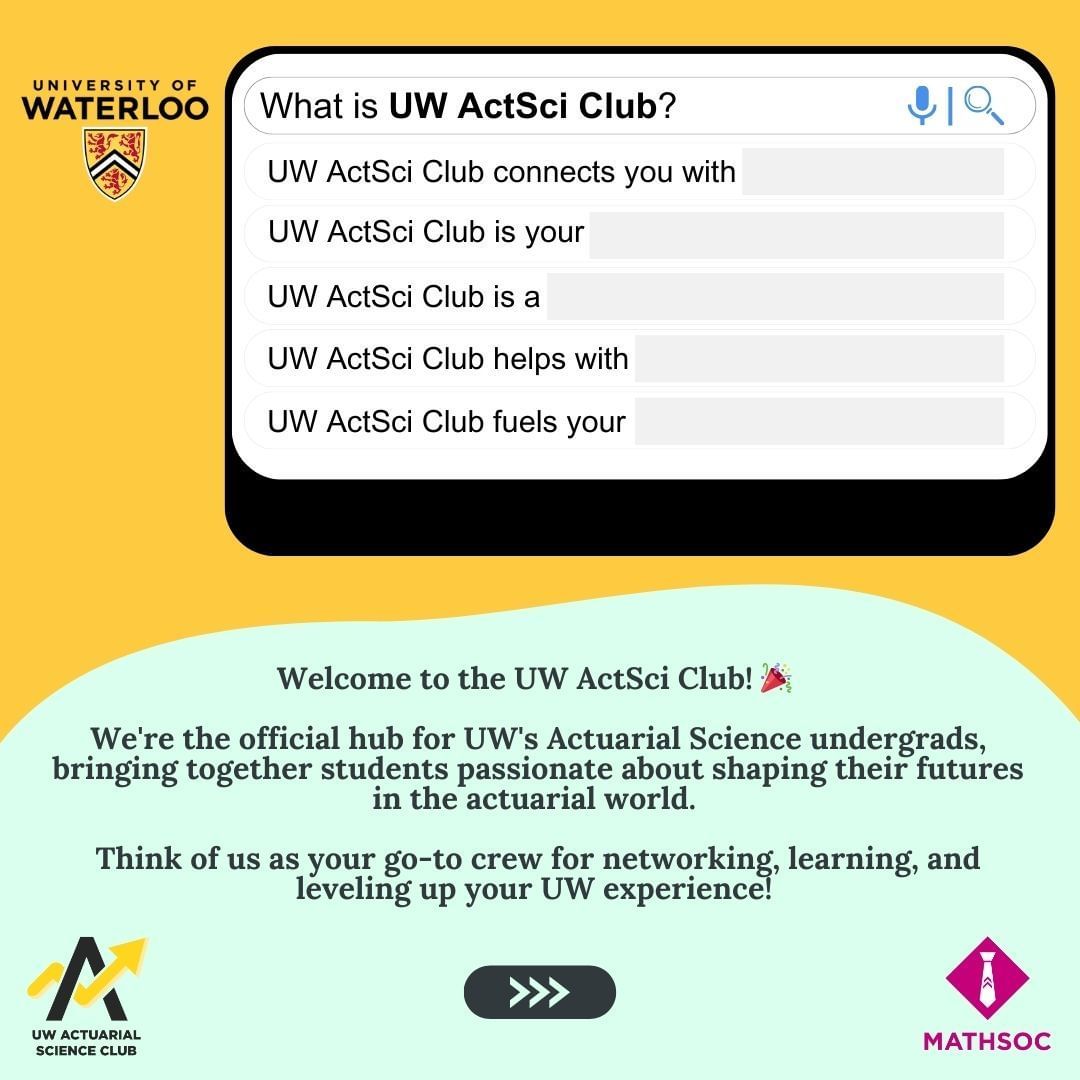 UNIVERSITY OF
WATERLOO
What is UW ActSci Club?
UW ActSci Club connects you with
UW ActSci Club is your
UW ActSci Club is a
UW ActSci Club helps with
UW ActSci Club fuels your
Welcome to the UW ActSci Club! 🎉
We're the official hub for UW's Actuarial Science undergrads,
bringing together students passionate about shaping their futures
in the actuarial world.
Think of us as your go-to crew for networking, learning, and
leveling up your UW experience!
UW ACTUARIAL
SCIENCE CLUB
MATHSOC